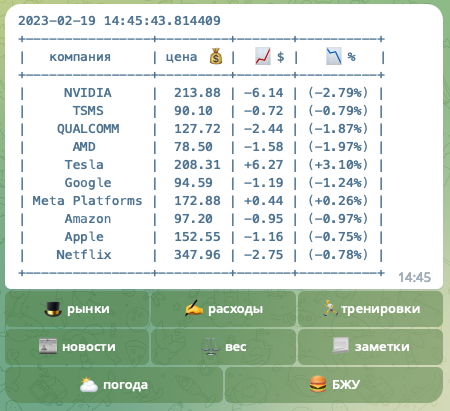 2023-02-19 14:45:43.814409
+----------------+--------+-------+----------+
| компания | цена 💰 | 📈 $ | 📉 % |
+----------------+--------+-------+----------+
| NVIDIA | 213.88 | -6.14 | (-2.79%) |
| TSMS | 90.10 | -0.72 | (-0.79%) |
| QUALCOMM | 127.72 | -2.44 | (-1.87%) |
| AMD | 78.50 | -1.58 | (-1.97%) |
| Tesla | 208.31 | +6.27 | (+3.10%) |
| Google | 94.59 | -1.19 | (-1.24%) |
| Meta Platforms | 172.88 | +0.44 | (+0.26%) |
| Amazon | 97.20 | -0.95 | (-0.97%) |
| Apple | 152.55 | -1.16 | (-0.75%) |
| Netflix | 347.96 | -2.75 | (-0.78%) |
+----------------+--------+-------+----------+
14:45
🎩 рынки ✍️ расходы 🏃 тренировки
📰 новости ⚖️ вес 📃 заметки
🌥 погода 🍔 БЖУ